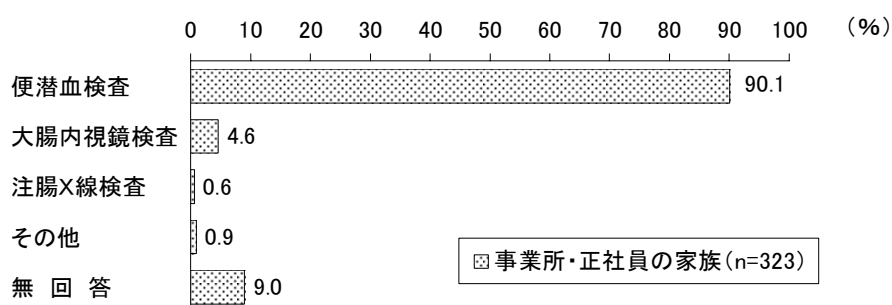 0 10 20 30 40 50 60 70 80 90 100 （％）
便潜血検査 90.1
大腸内視鏡検査 4.6
注腸X線検査 0.6
その他 0.9
無 回 答 9.0
事業所・正社員の家族（n=323）